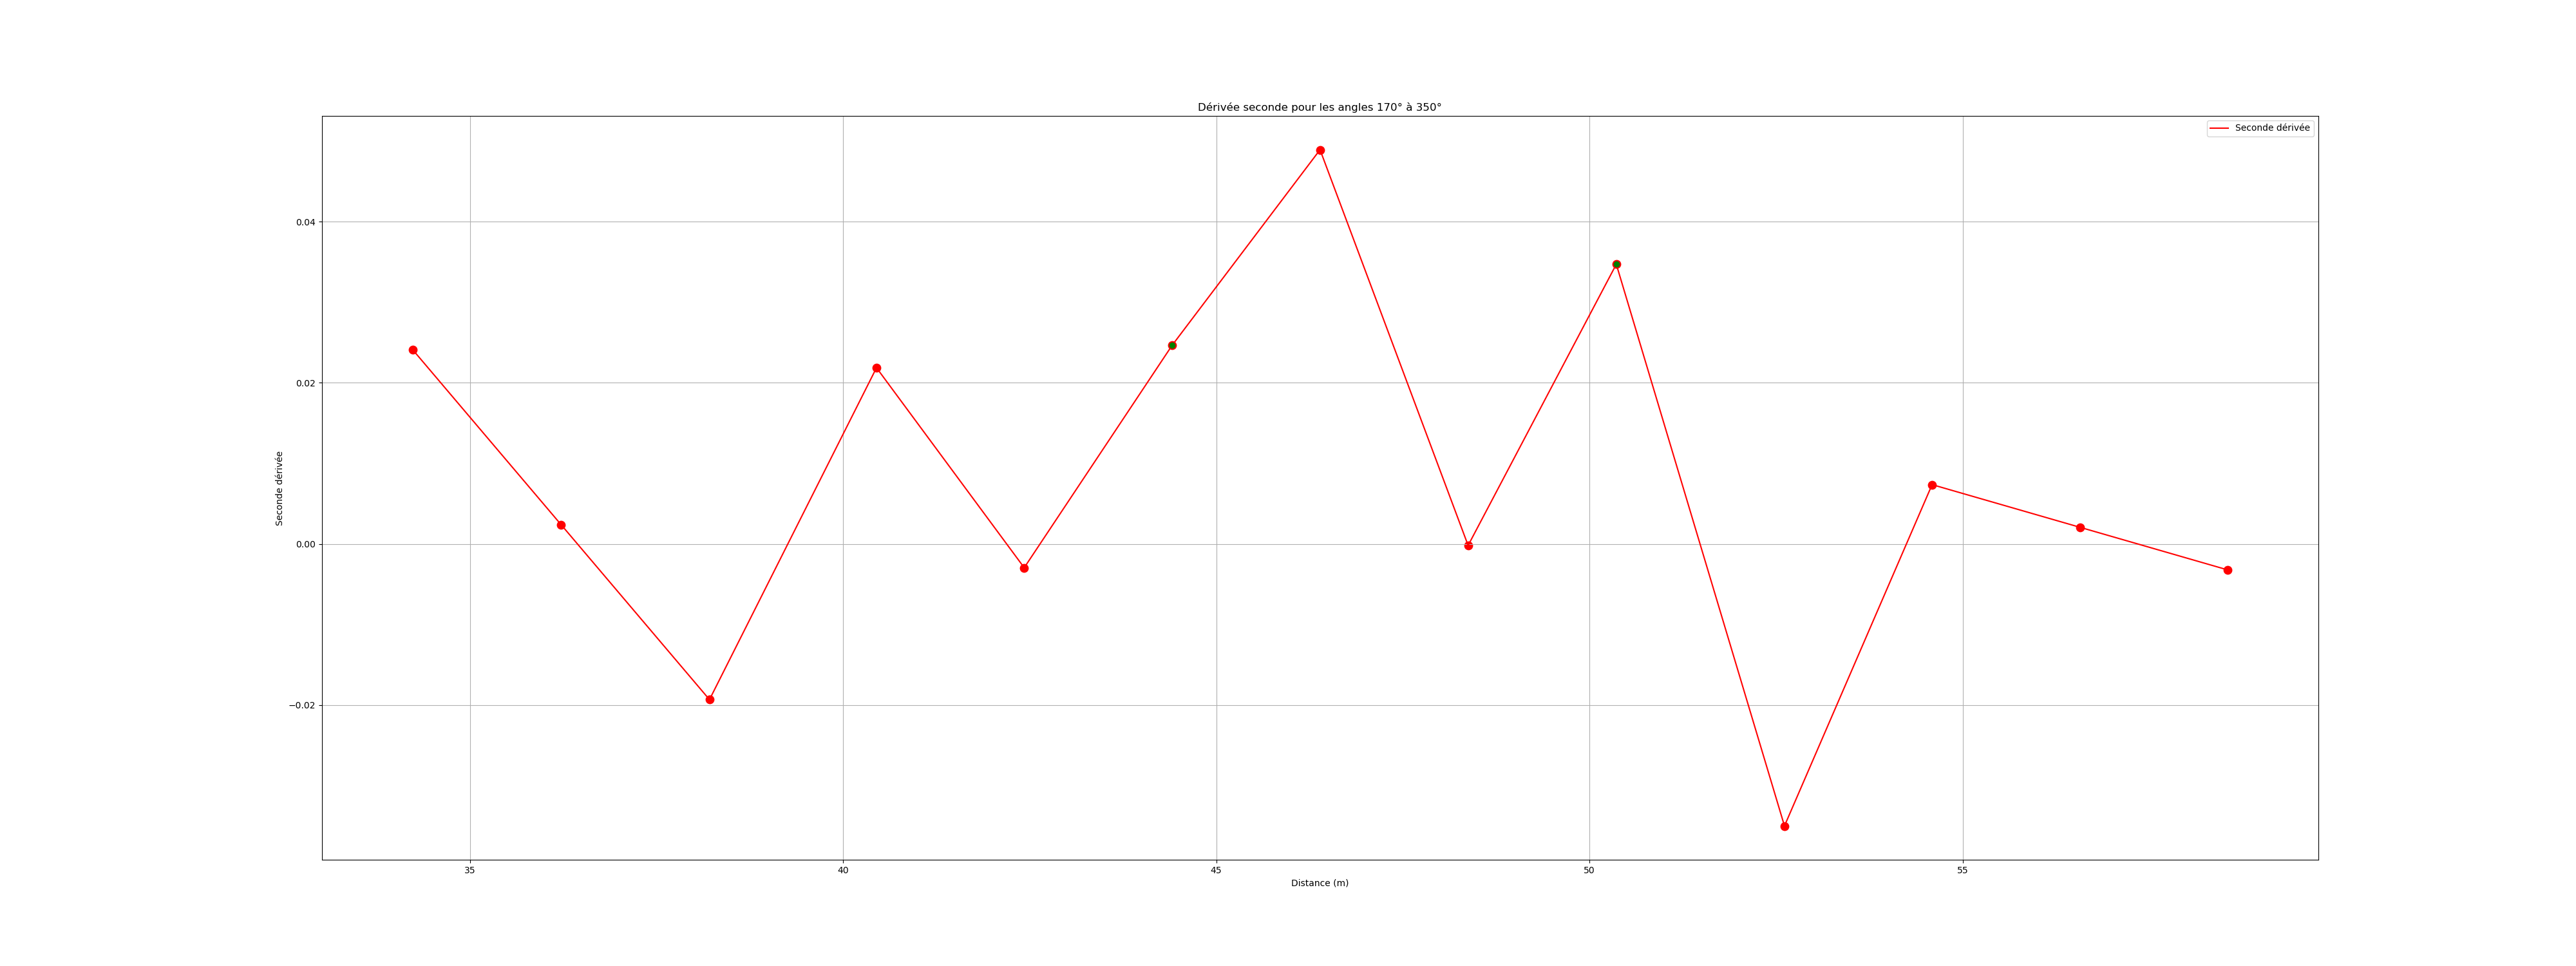 Dérivée seconde pour les angles 170° à 350°
Seconde dérivée
0.04
0.02
0.00
−0.02
Seconde dérivée
35
40
45
50
55
Distance (m)